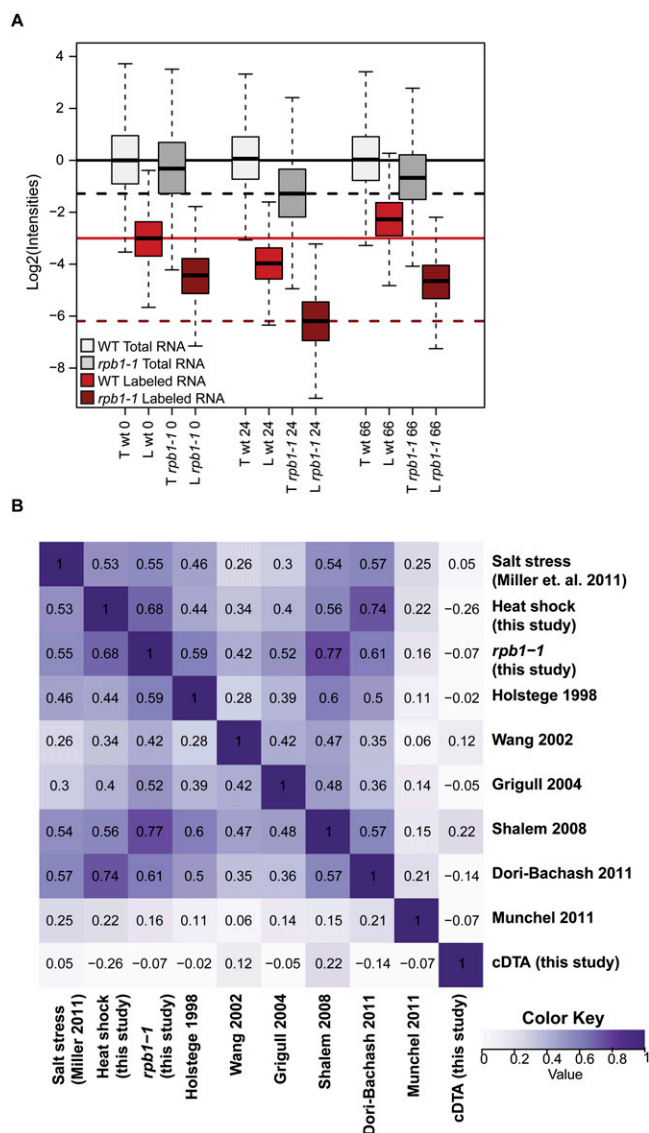 A
4
2
0
−2
−4
−6
−8
Log2(Intensities)
WT Total RNA
rpb1-1 Total RNA
WT Labeled RNA
rpb1-1 Labeled RNA
T wt 0
L wt 0
T rpb1-1 0
L rpb1-1 0
T wt 24
L wt 24
T rpb1-1 24
L rpb1-1 24
T wt 66
L wt 66
T rpb1-1 66
L rpb1-1 66
B
1 0.53 0.55 0.46 0.26 0.3 0.54 0.57 0.25 0.05
Salt stress
(Miller et. al. 2011)
0.53 1 0.68 0.44 0.34 0.4 0.56 0.74 0.22 −0.26
Heat shock
(this study)
0.55 0.68 1 0.59 0.42 0.52 0.77 0.61 0.16 −0.07
rpb1−1
(this study)
0.46 0.44 0.59 1 0.28 0.39 0.6 0.5 0.11 −0.02
Holstege 1998
0.26 0.34 0.42 0.28 1 0.42 0.47 0.35 0.06 0.12
Wang 2002
0.3 0.4 0.52 0.39 0.42 1 0.48 0.36 0.14 −0.05
Grigull 2004
0.54 0.56 0.77 0.6 0.47 0.48 1 0.57 0.15 0.22
Shalem 2008
0.57 0.74 0.61 0.5 0.35 0.36 0.57 1 0.21 −0.14
Dori-Bachash 2011
0.25 0.22 0.16 0.11 0.06 0.14 0.15 0.21 1 −0.07
Munchel 2011
0.05 −0.26 −0.07 −0.02 0.12 −0.05 0.22 −0.14 −0.07 1
cDTA (this study)
Salt stress
(Miller 2011)
Heat shock
(this study)
rpb1−1
(this study)
Holstege 1998
Wang 2002
Grigull 2004
Shalem 2008
Dori-Bachash 2011
Munchel 2011
cDTA (this study)
Color Key
0 0.2 0.4 0.6 0.8 1
Value